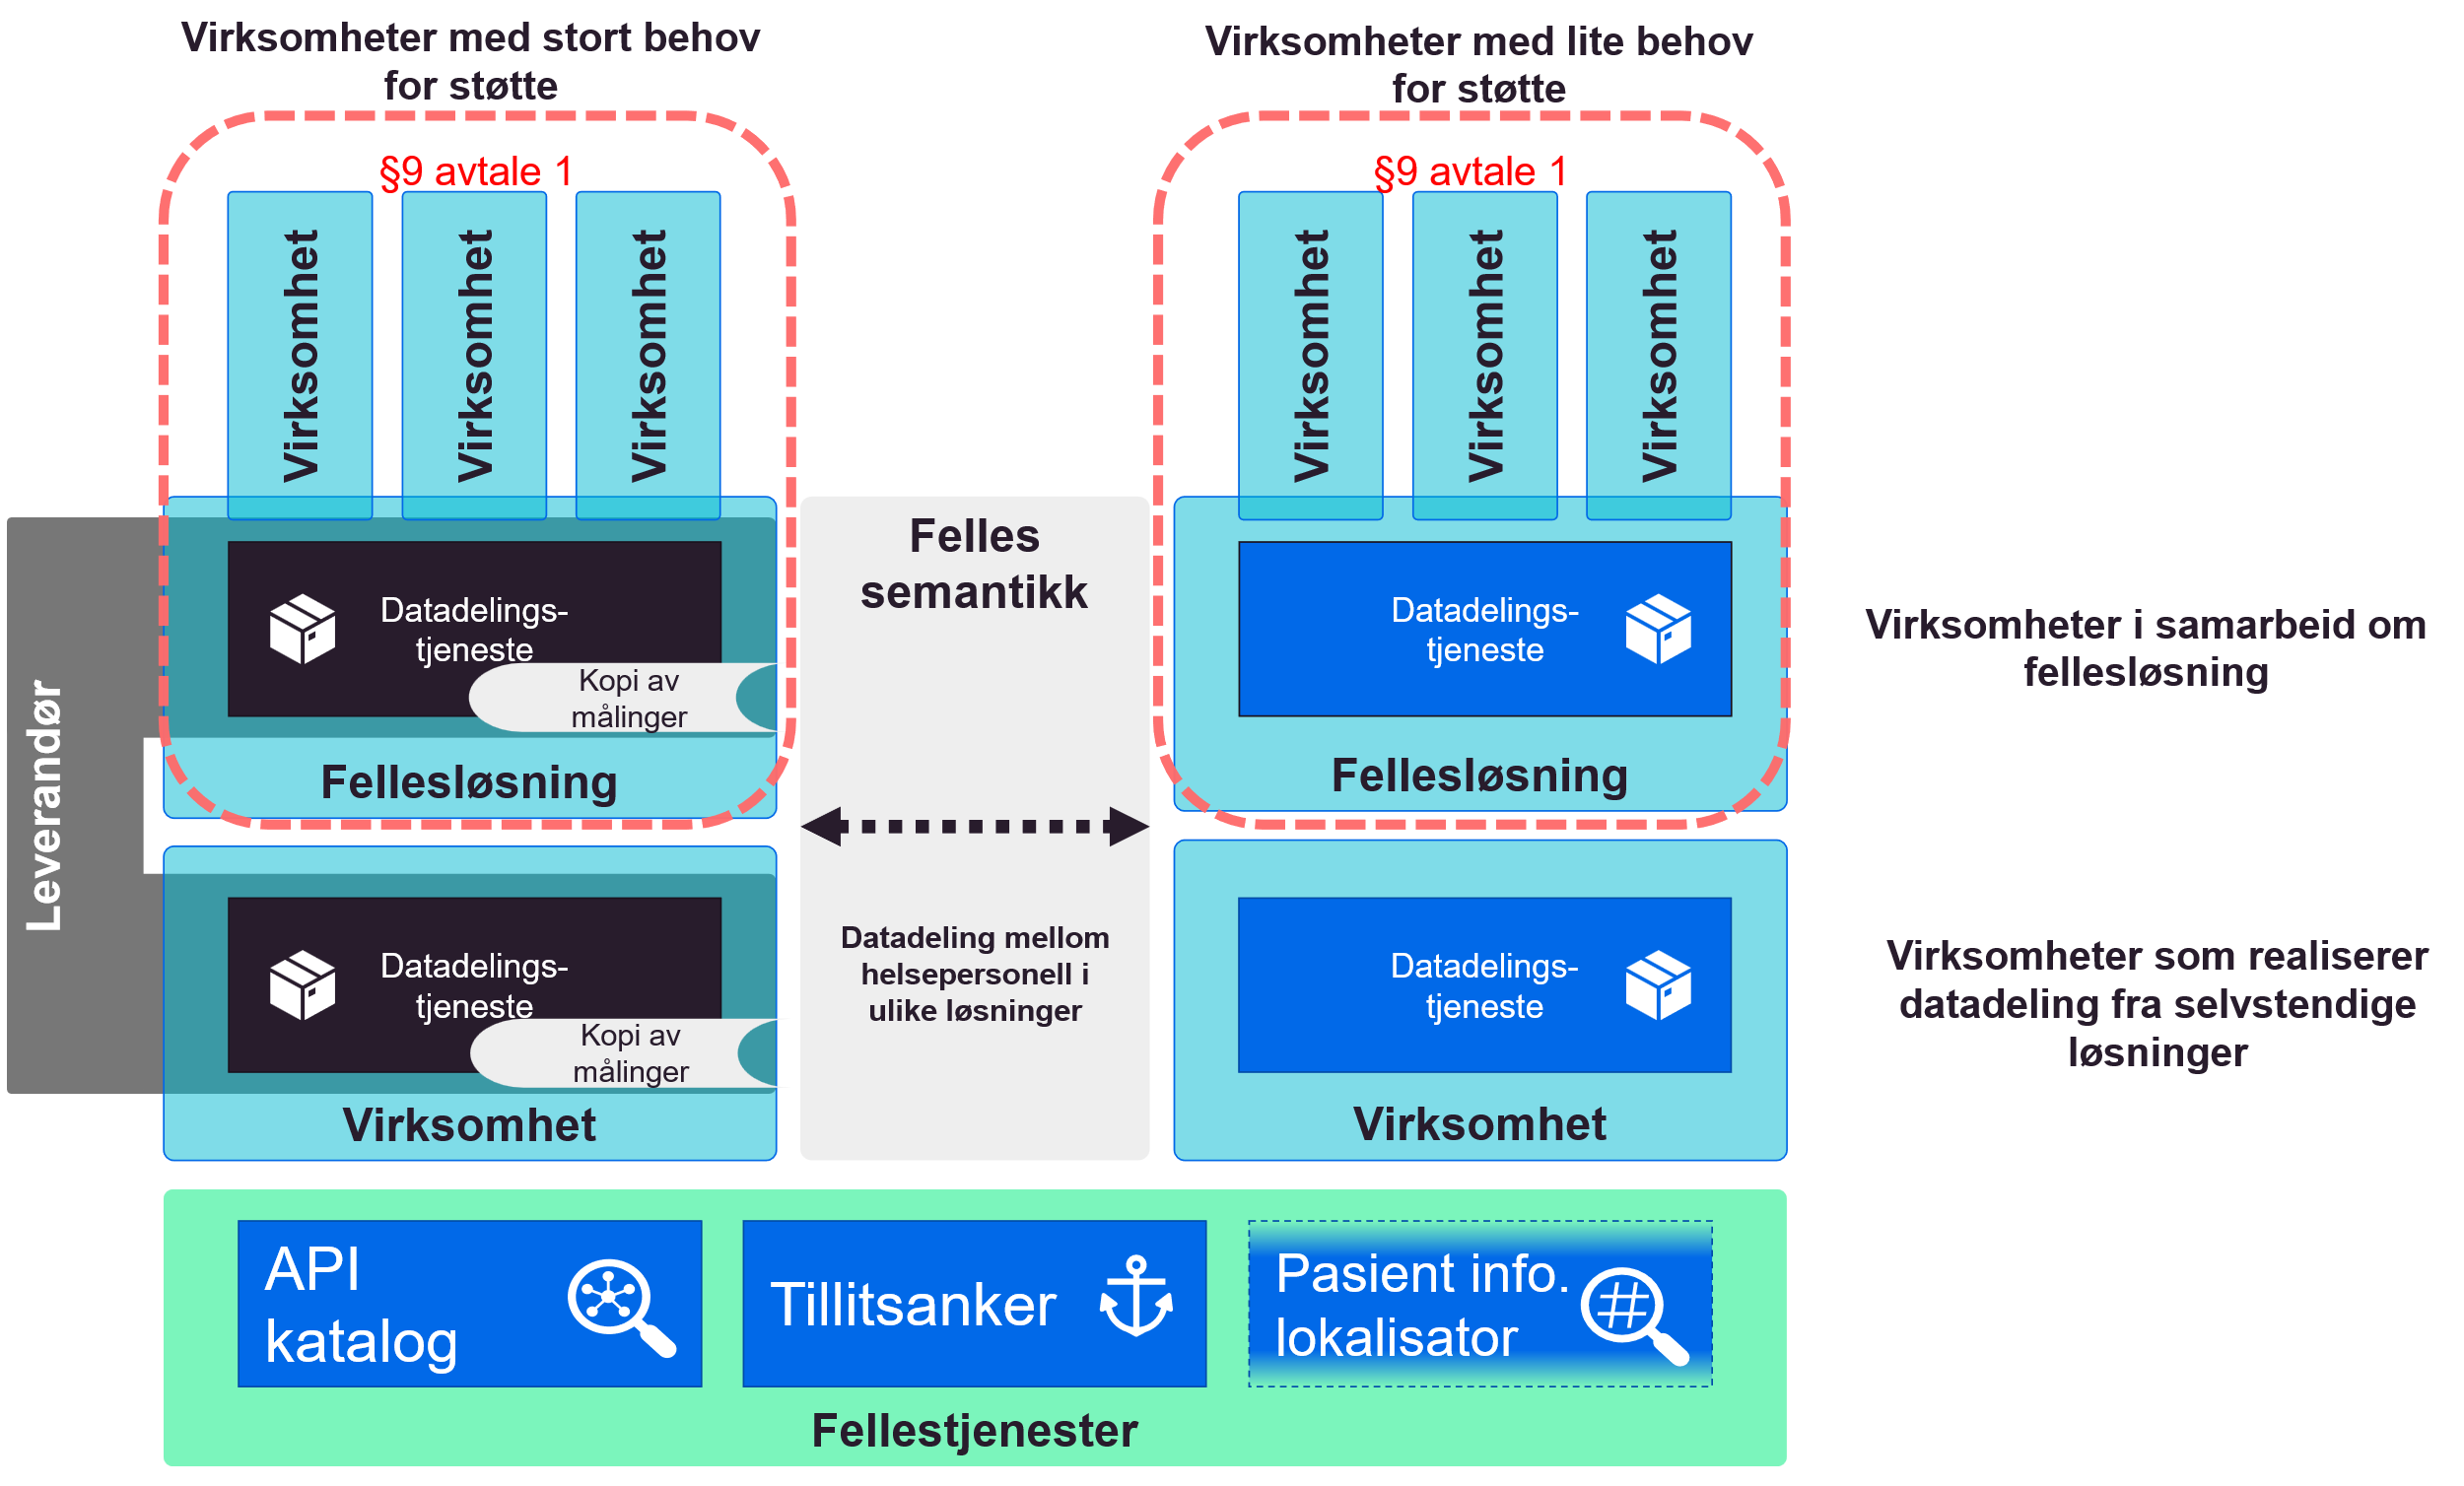 Virksomheter med stort behov
for støtte
Virksomheter med lite behov
for støtte
§9 avtale 1
§9 avtale 1
Virksomhet
Virksomhet
Virksomhet
Virksomhet
Virksomhet
Virksomhet
Leverandør
Datadelings-
tjeneste
Kopi av
målinger
Fellesløsning
Felles
semantikk
Datadelings-
tjeneste
Fellesløsning
Virksomheter i samarbeid om
fellesløsning
Datadelings-
tjeneste
Kopi av
målinger
Virksomhet
Datadeling mellom
helsepersonell i
ulike løsninger
Datadelings-
tjeneste
Virksomhet
Virksomheter som realiserer
datadeling fra selvstendige
løsninger
API
katalog
Tillitsanker
Pasient info.
lokalisator
Fellestjenester